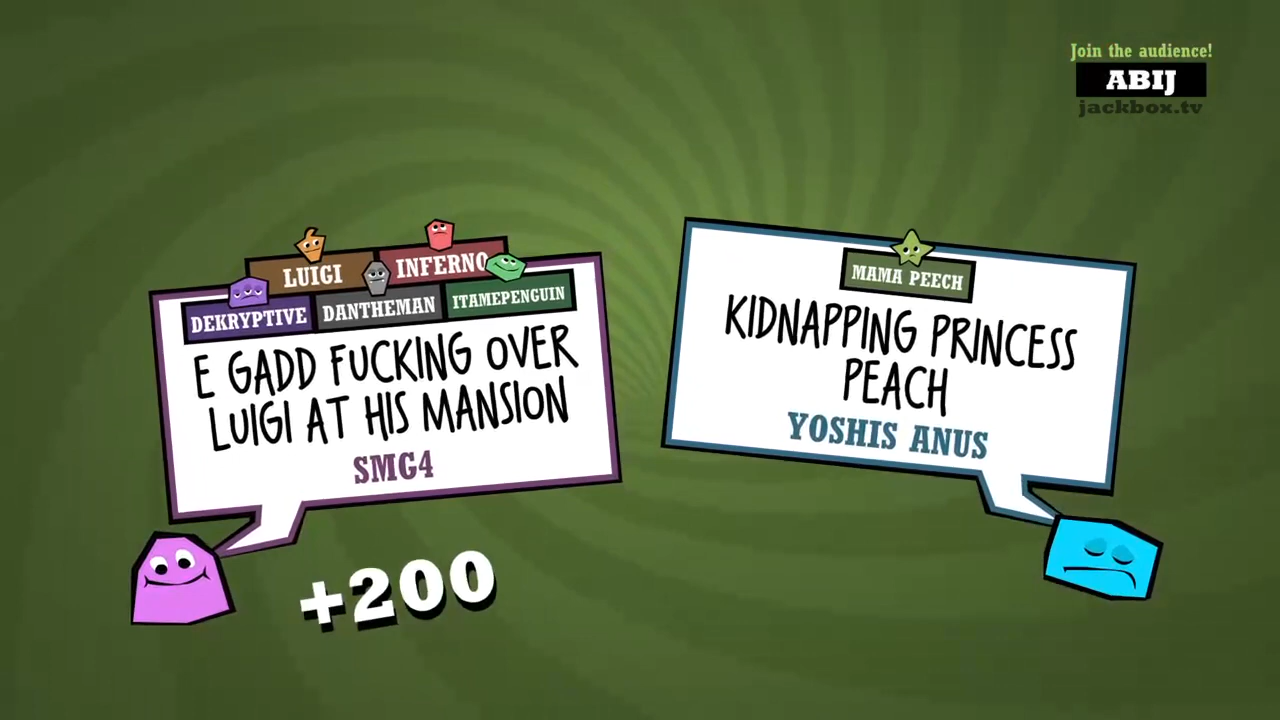 Join the audience!
ABIJ
jackbox.tv
LUIGI
INFERNO
DEKRYPTIVE
DANTHEMAN
ITAMEPENGUIN
E GADD FUCKING OVER
LUIGI AT HIS MANSION
SMG4
+200
MAMA PEECH
KIDNAPPING PRINCESS
PEACH
YOSHIS ANUS